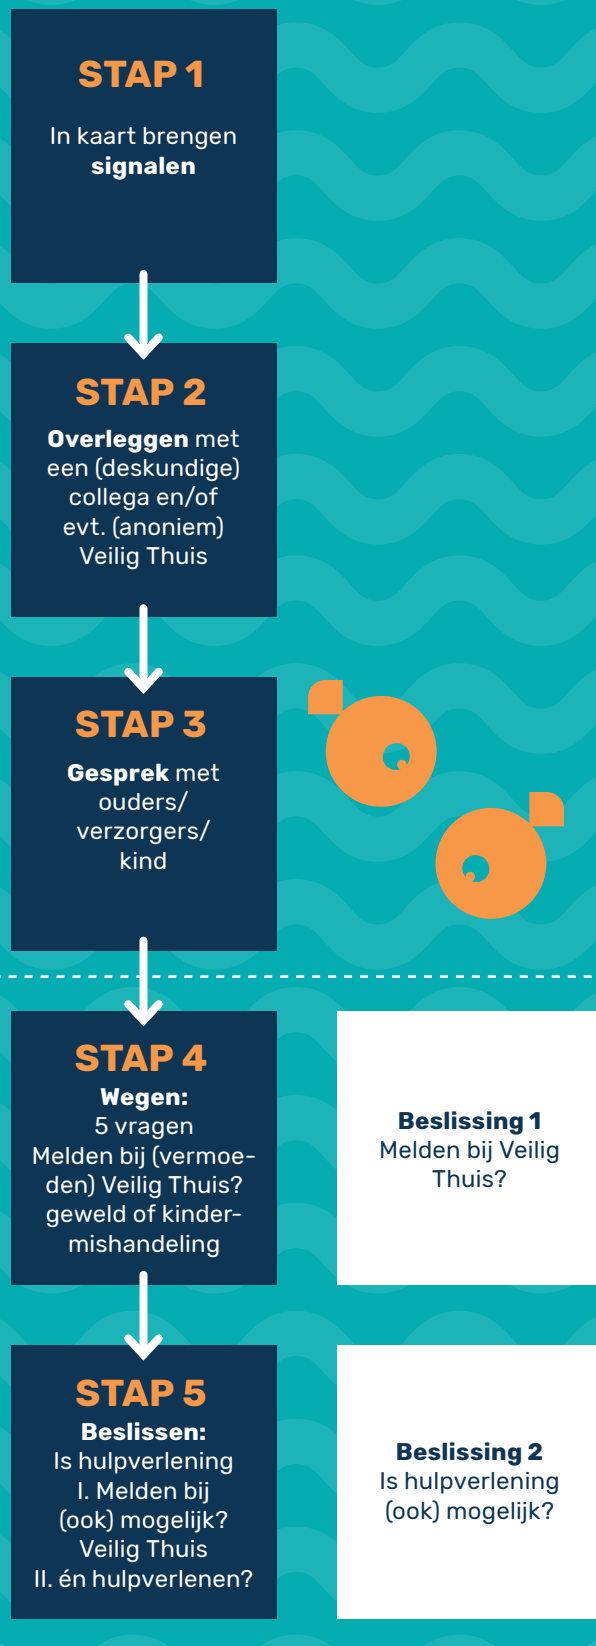 STAP 1
In kaart brengen
signalen
STAP 2
Overleggen met
een (deskundige)
collega en/of
evt. (anoniem)
Veilig Thuis
STAP 3
Gesprek met
ouders/
verzorgers/
kind
STAP 4
Wegen:
5 vragen
Melden bij (vermoe-
den) Veilig Thuis?
geweld of kinder-
mishandeling
Beslissing 1
Melden bij Veilig
Thuis?
STAP 5
Beslissen:
Is hulpverlening
I. Melden bij
(ook) mogelijk?
Veilig Thuis
II. én hulpverlenen?
Beslissing 2
Is hulpverlening
(ook) mogelijk?